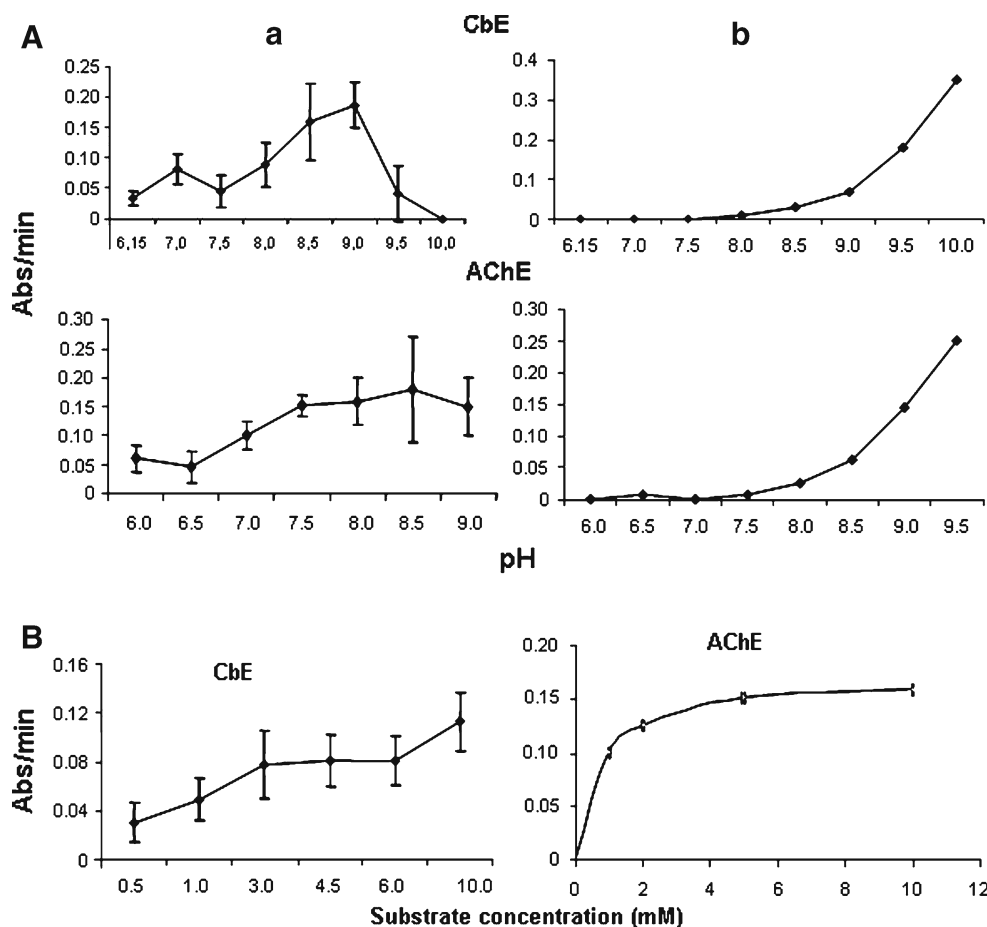 A a CbE b
0.25
0.20
0.15
0.10
0.05
0
6,15 7,0 7,5 8,0 8,5 9,0 9,5 10,0
0.4
0.3
0.2
0.1
0
6.15 7.0 7.5 8.0 8.5 9.0 9.5 10.0
Abs/min
AChE
0.30
0.25
0.20
0.15
0.10
0.05
0
6.0 6.5 7.0 7.5 8.0 8.5 9.0
0.30
0.25
0.20
0.15
0.10
0.05
0
6.0 6.5 7.0 7.5 8.0 8.5 9.0 9.5
pH
B
CbE
Abs/min
0.16
0.12
0.08
0.04
0
0.5 1.0 3.0 4.5 6.0 10.0
AChE
0.20
0.15
0.10
0.05
0
0 2 4 6 8 10 12
Substrate concentration (mM)